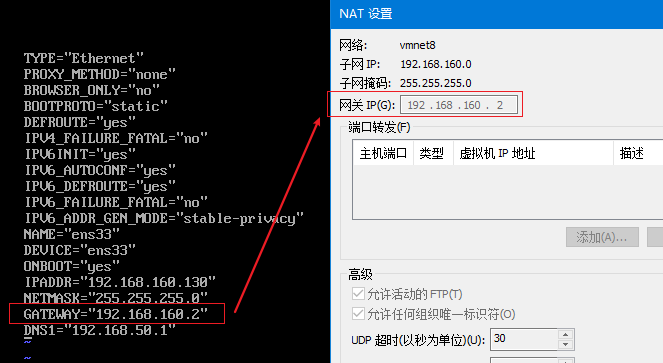 TYPE="Ethernet"
PROXY_METHOD="none"
BROWSER_ONLY="no"
BOOTPROTO="static"
DEFROUTE="yes"
IPV4_FAILURE_FATAL="no"
IPV6INIT="yes"
IPV6_AUTOCONF="yes"
IPV6_DEFROUTE="yes"
IPV6_FAILURE_FATAL="no"
IPV6_ADDR_GEN_MODE="stable-privacy"
NAME="ens33"
DEVICE="ens33"
ONBOOT="yes"
IPADDR="192.168.160.130"
NETMASK="255.255.255.0"
GATEWAY="192.168.160.2"
DNS1="192.168.50.1"
~
~
NAT 设置
网络: vmnet8
子网 IP: 192.168.160.0
子网掩码: 255.255.255.0
网关 IP(G): 192 . 168 . 160 . 2
端口转发(F)
主机端口 类型 虚拟机 IP 地址 描述
添加(A)...
高级
允许活动的 FTP(T)
允许任何组织唯一标识符(O)
UDP 超时(以秒为单位)(U): 30